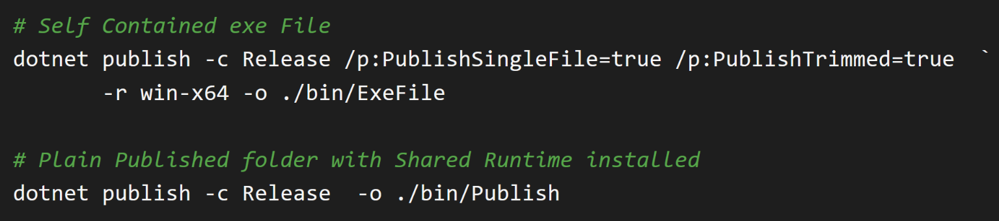 # Self Contained exe File
dotnet publish -c Release /p:PublishSingleFile=true /p:PublishTrimmed=true  `
      -r win-x64 -o ./bin/ExeFile
# Plain Published folder with Shared Runtime installed
dotnet publish -c Release  -o ./bin/Publish